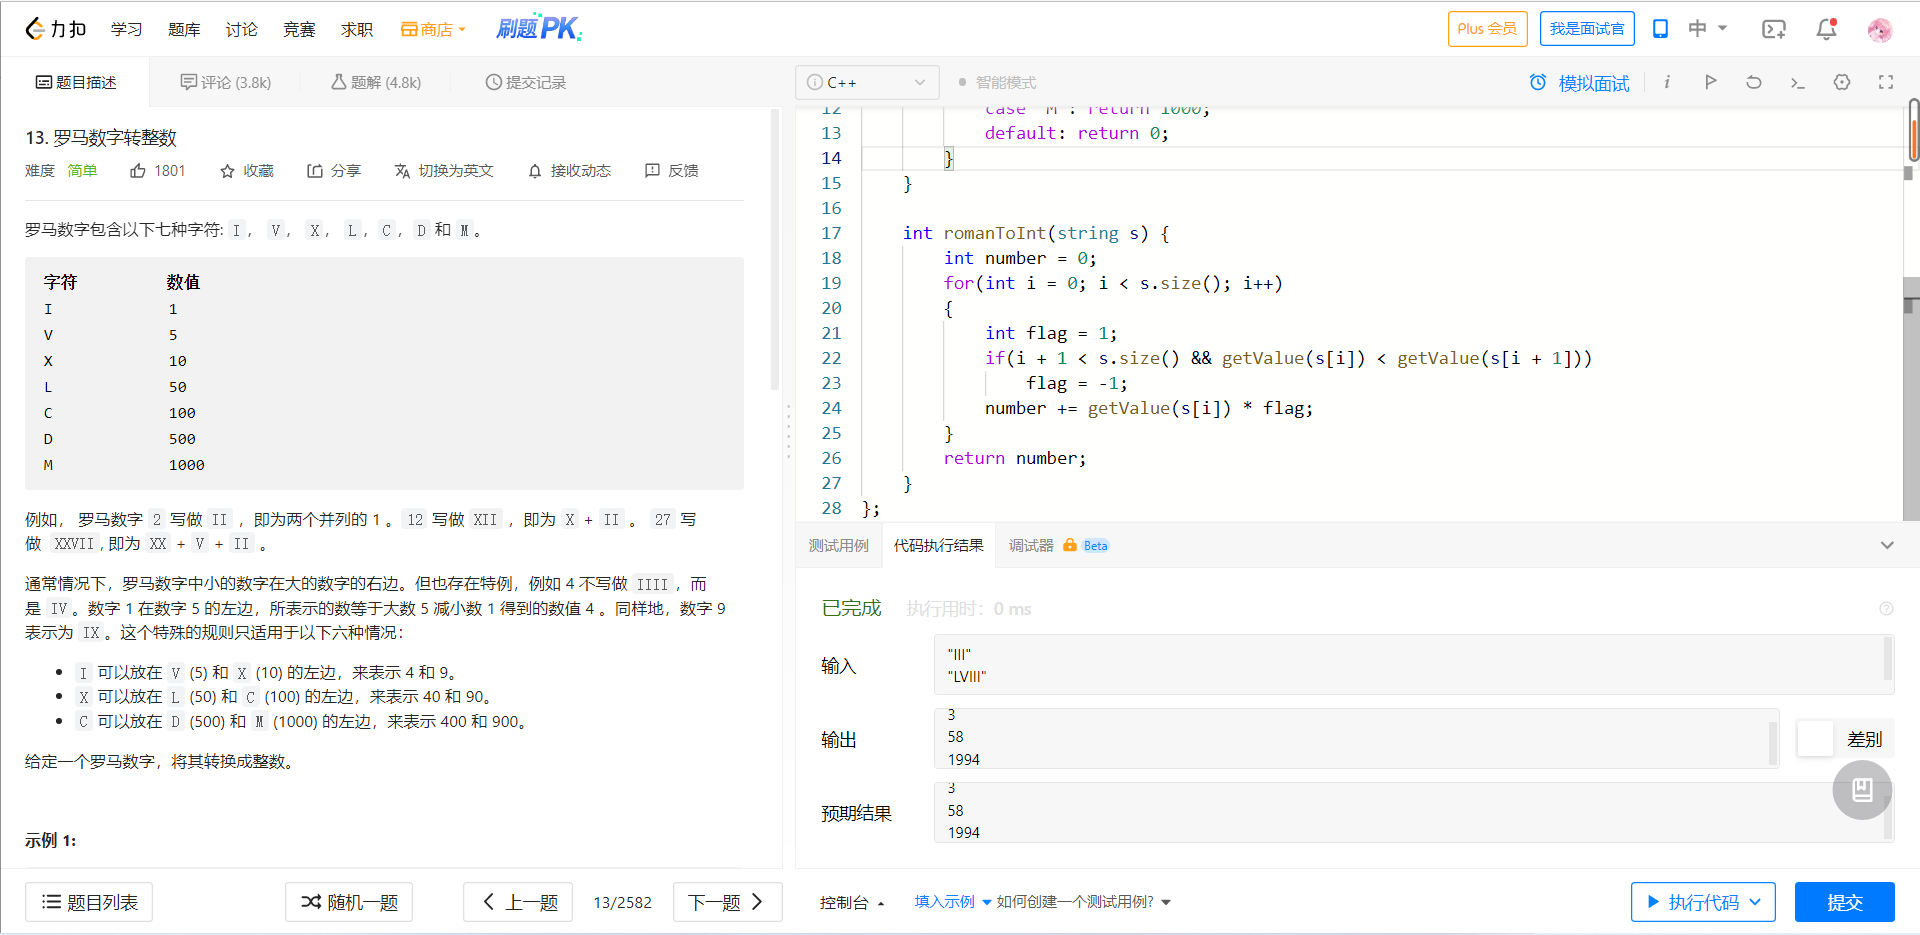 力扣 学习 题库 讨论 竞赛 求职 商店 刷题PK Plus 会员 我是面试官 中
题目描述 评论 (3.8k) 题解 (4.8k) 提交记录
13. 罗马数字转整数
难度 简单 1801 收藏 分享 切换为英文 接收动态 反馈
罗马数字包含以下七种字符: I， V， X， L，C，D 和 M。
字符 数值
I 1
V 5
X 10
L 50
C 100
D 500
M 1000
例如， 罗马数字 2 写做 II ，即为两个并列的 1 。12 写做 XII ，即为 X + II 。 27 写
做 XXVII, 即为 XX + V + II 。
通常情况下，罗马数字中小的数字在大的数字的右边。但也存在特例，例如 4 不写做 IIII，而
是 IV。数字 1 在数字 5 的左边，所表示的数等于大数 5 减小数 1 得到的数值 4 。同样地，数字 9
表示为 IX。这个特殊的规则只适用于以下六种情况：
I 可以放在 V (5) 和 X (10) 的左边，来表示 4 和 9。
X 可以放在 L (50) 和 C (100) 的左边，来表示 40 和 90。
C 可以放在 D (500) 和 M (1000) 的左边，来表示 400 和 900。
给定一个罗马数字，将其转换成整数。
示例 1:
题目列表 随机一题 上一题 13/2582 下一题
C++ 智能模式 模拟面试
12 case 'M': return 1000;
13 default: return 0;
14 }
15 }
16
17 int romanToInt(string s) {
18 int number = 0;
19 for(int i = 0; i < s.size(); i++)
20 {
21 int flag = 1;
22 if(i + 1 < s.size() && getValue(s[i]) < getValue(s[i + 1]))
23 flag = -1;
24 number += getValue(s[i]) * flag;
25 }
26 return number;
27 }
28 };
测试用例 代码执行结果 调试器 Beta
已完成 执行用时：0 ms
输入
"III"
"LVIII"
输出
3
58
1994
差别
预期结果
3
58
1994
控制台 填入示例 如何创建一个测试用例? 执行代码 提交